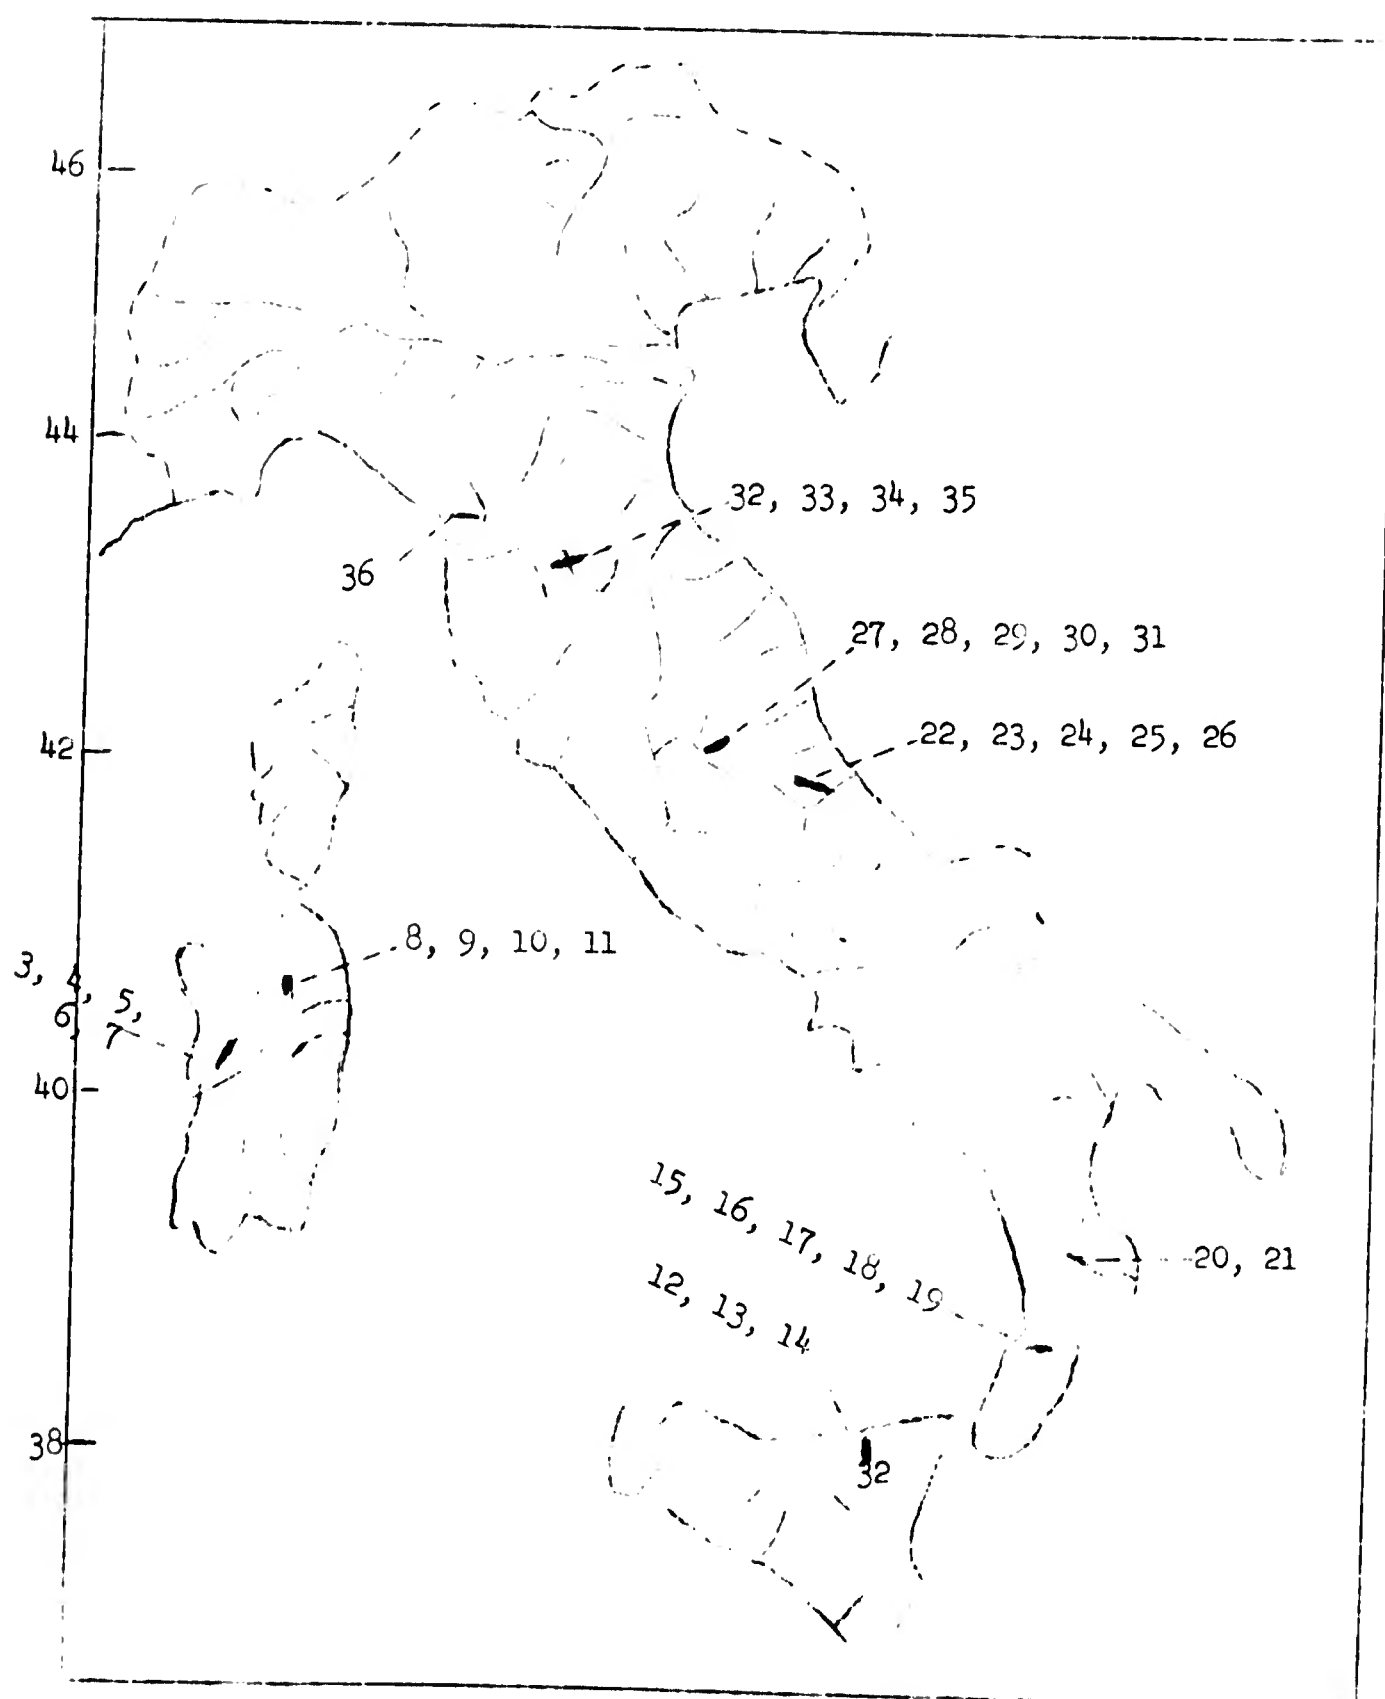 46
44
32, 33, 34, 35
36
27, 28, 29, 30, 31
42
22, 23, 24, 25, 26
8, 9, 10, 11
3, 4, 5,
6, 7
40
15, 16, 17, 18, 19
20, 21
12, 13, 14
38
32